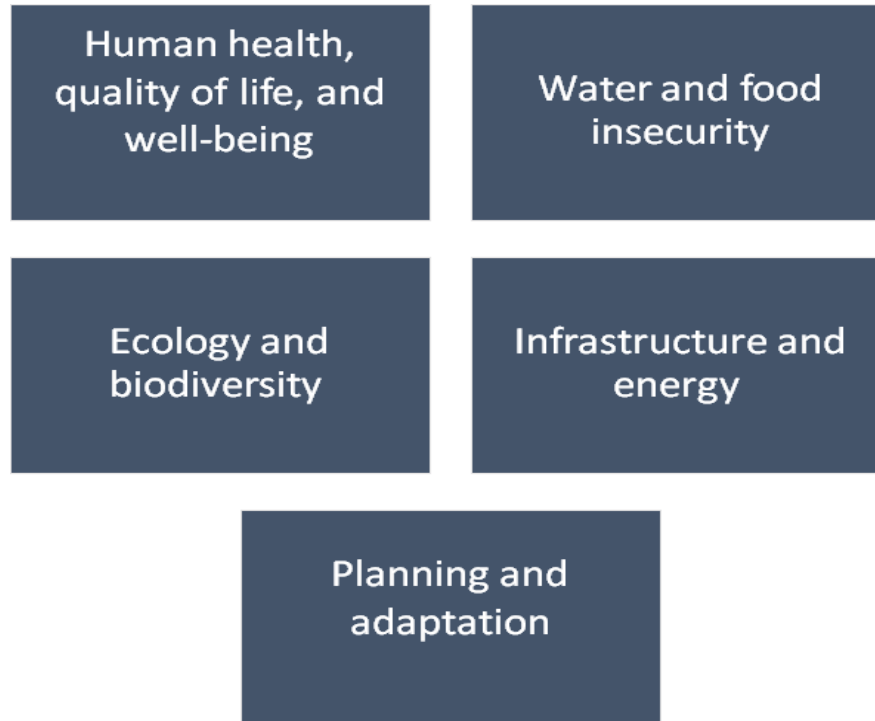 Human health,
quality of life, and
well-being
Water and food
insecurity
Ecology and
biodiversity
Infrastructure and
energy
Planning and
adaptation